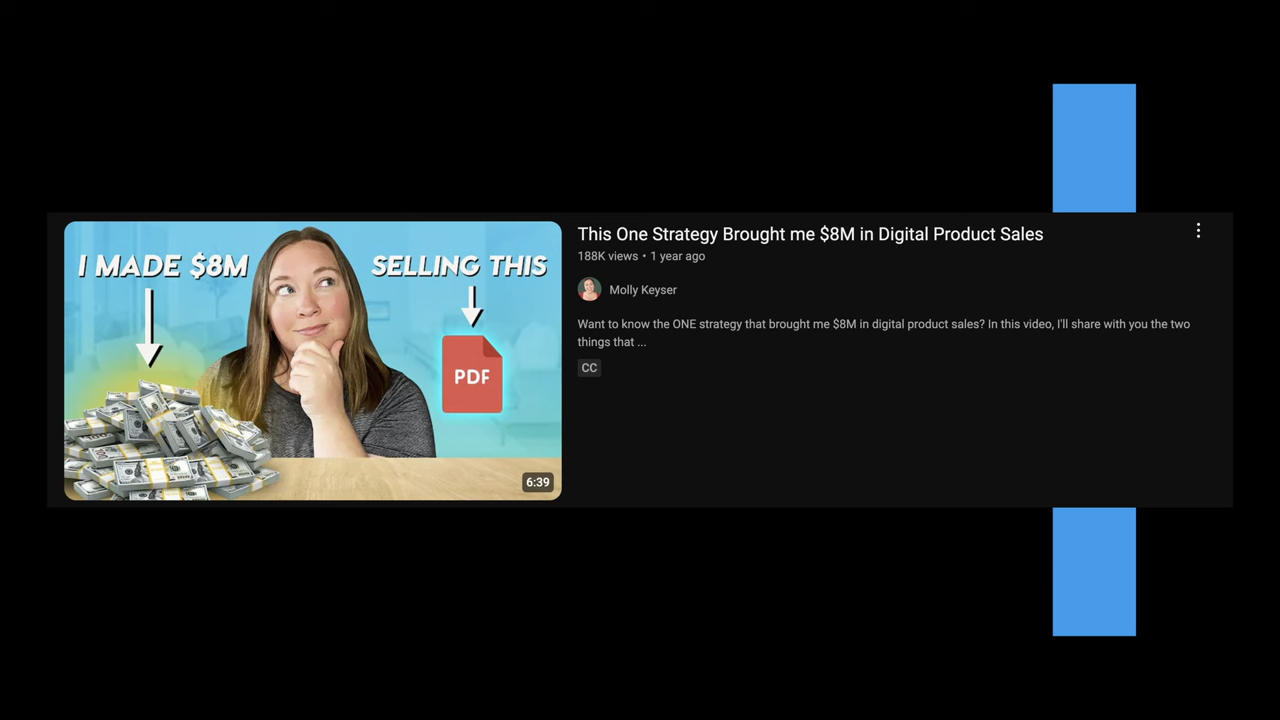 I MADE $8M
SELLING THIS
PDF
6:39
This One Strategy Brought me $8M in Digital Product Sales
188K views • 1 year ago
Molly Keyser
Want to know the ONE strategy that brought me $8M in digital product sales? In this video, I'll share with you the two
things that ...
CC